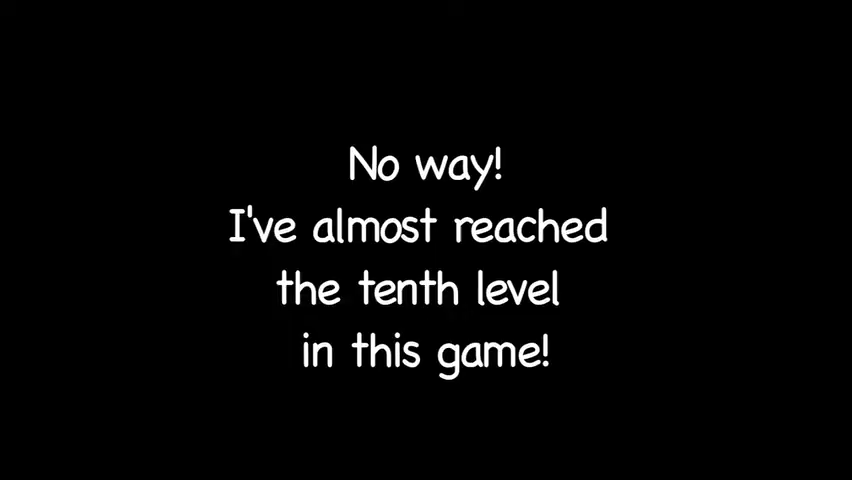 No way!
I've almost reached
the tenth level
in this game!